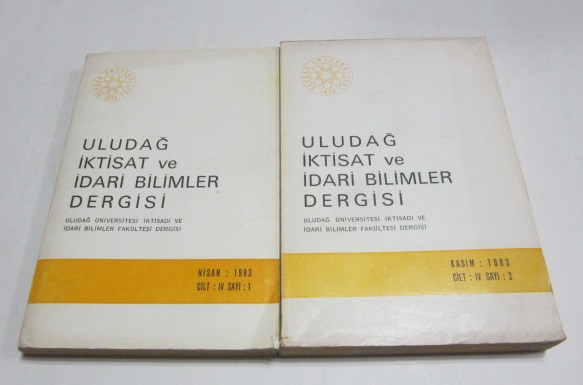 ULUDAĞ
İKTİSAT ve
İDARİ BİLİMLER
DERGİSİ
ULUDAĞ ÜNİVERSİTESİ İKTİSADİ VE
İDARİ BİLİMLER FAKÜLTESİ DERGİSİ
NİSAN : 1983
CİLT : IV SAYI : 1
ULUDAĞ
İKTİSAT ve
İDARİ BİLİMLER
DERGİSİ
ULUDAĞ ÜNİVERSİTESİ İKTİSADİ VE
İDARİ BİLİMLER FAKÜLTESİ DERGİSİ
KASIM : 1983
CİLT : IV SAYI : 2